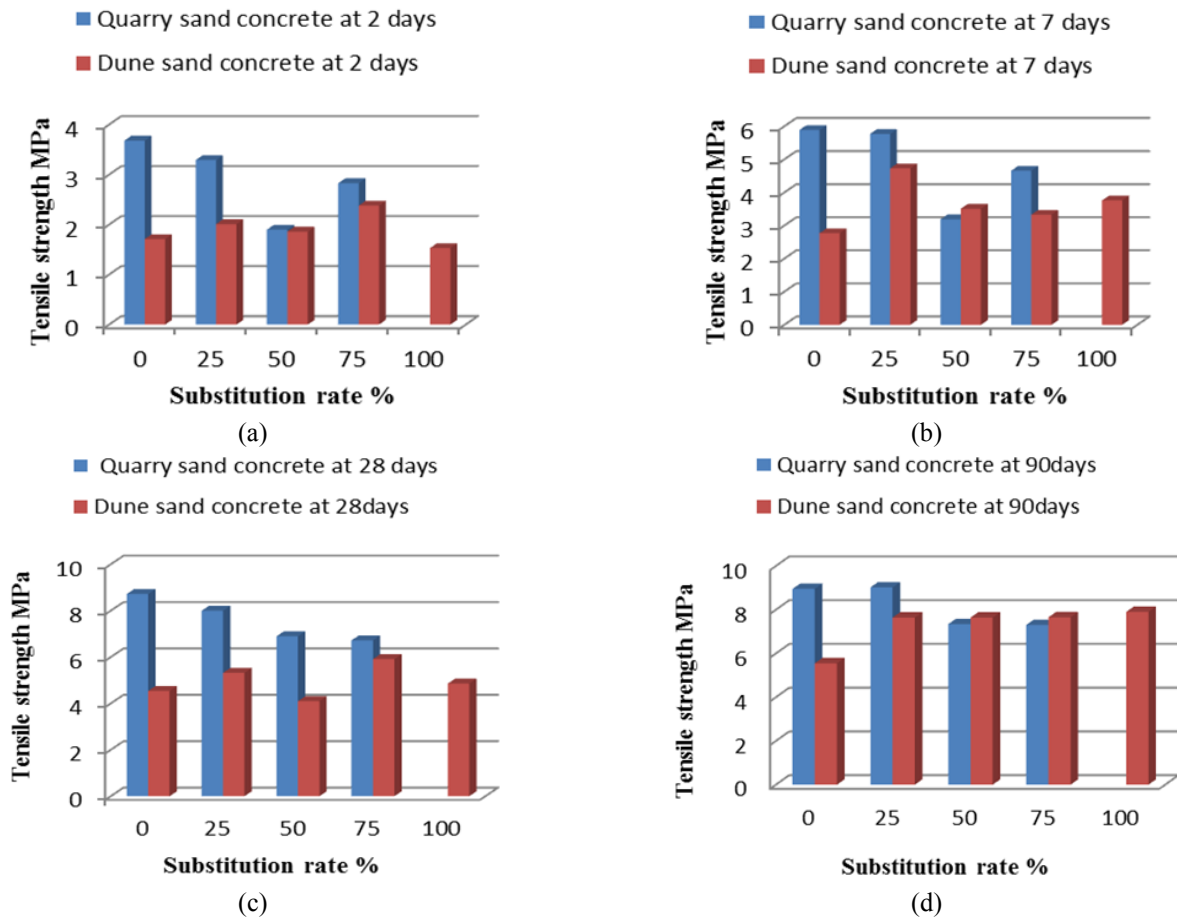 Quarry sand concrete at 2 days
Dune sand concrete at 2 days
Tensile strength MPa
4
3
2
1
0
0 25 50 75 100
Substitution rate %
(a)
Quarry sand concrete at 7 days
Dune sand concrete at 7 days
Tensile strength MPa
6
5
4
3
2
1
0
0 25 50 75 100
Substitution rate %
(b)
Quarry sand concrete at 28 days
Dune sand concrete at 28days
Tensile strength MPa
10
8
6
4
2
0
0 25 50 75 100
Substitution rate %
(c)
Quarry sand concrete at 90days
Dune sand concrete at 90days
Tensile strength MPa
10
8
6
4
2
0
0 25 50 75 100
Substitution rate %
(d)